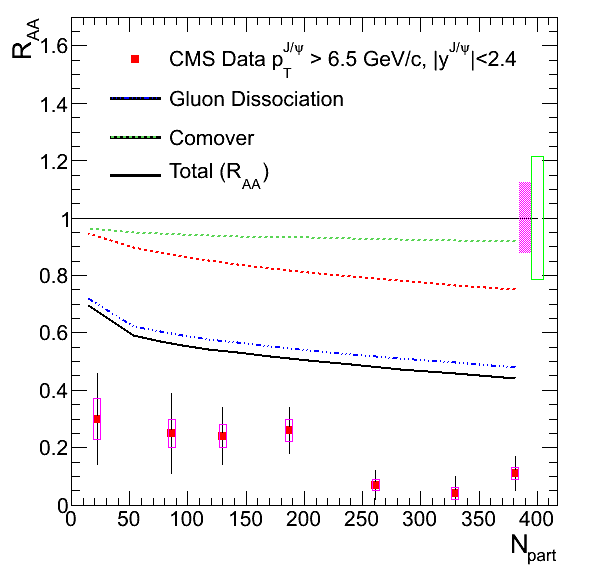 R_AA
CMS Data p_T^{J/ψ} > 6.5 GeV/c, |y^{J/ψ}|<2.4
Gluon Dissociation
Comover
Total (R_AA)
1.6
1.4
1.2
1
0.8
0.6
0.4
0.2
0
0 50 100 150 200 250 300 350 400
N_part